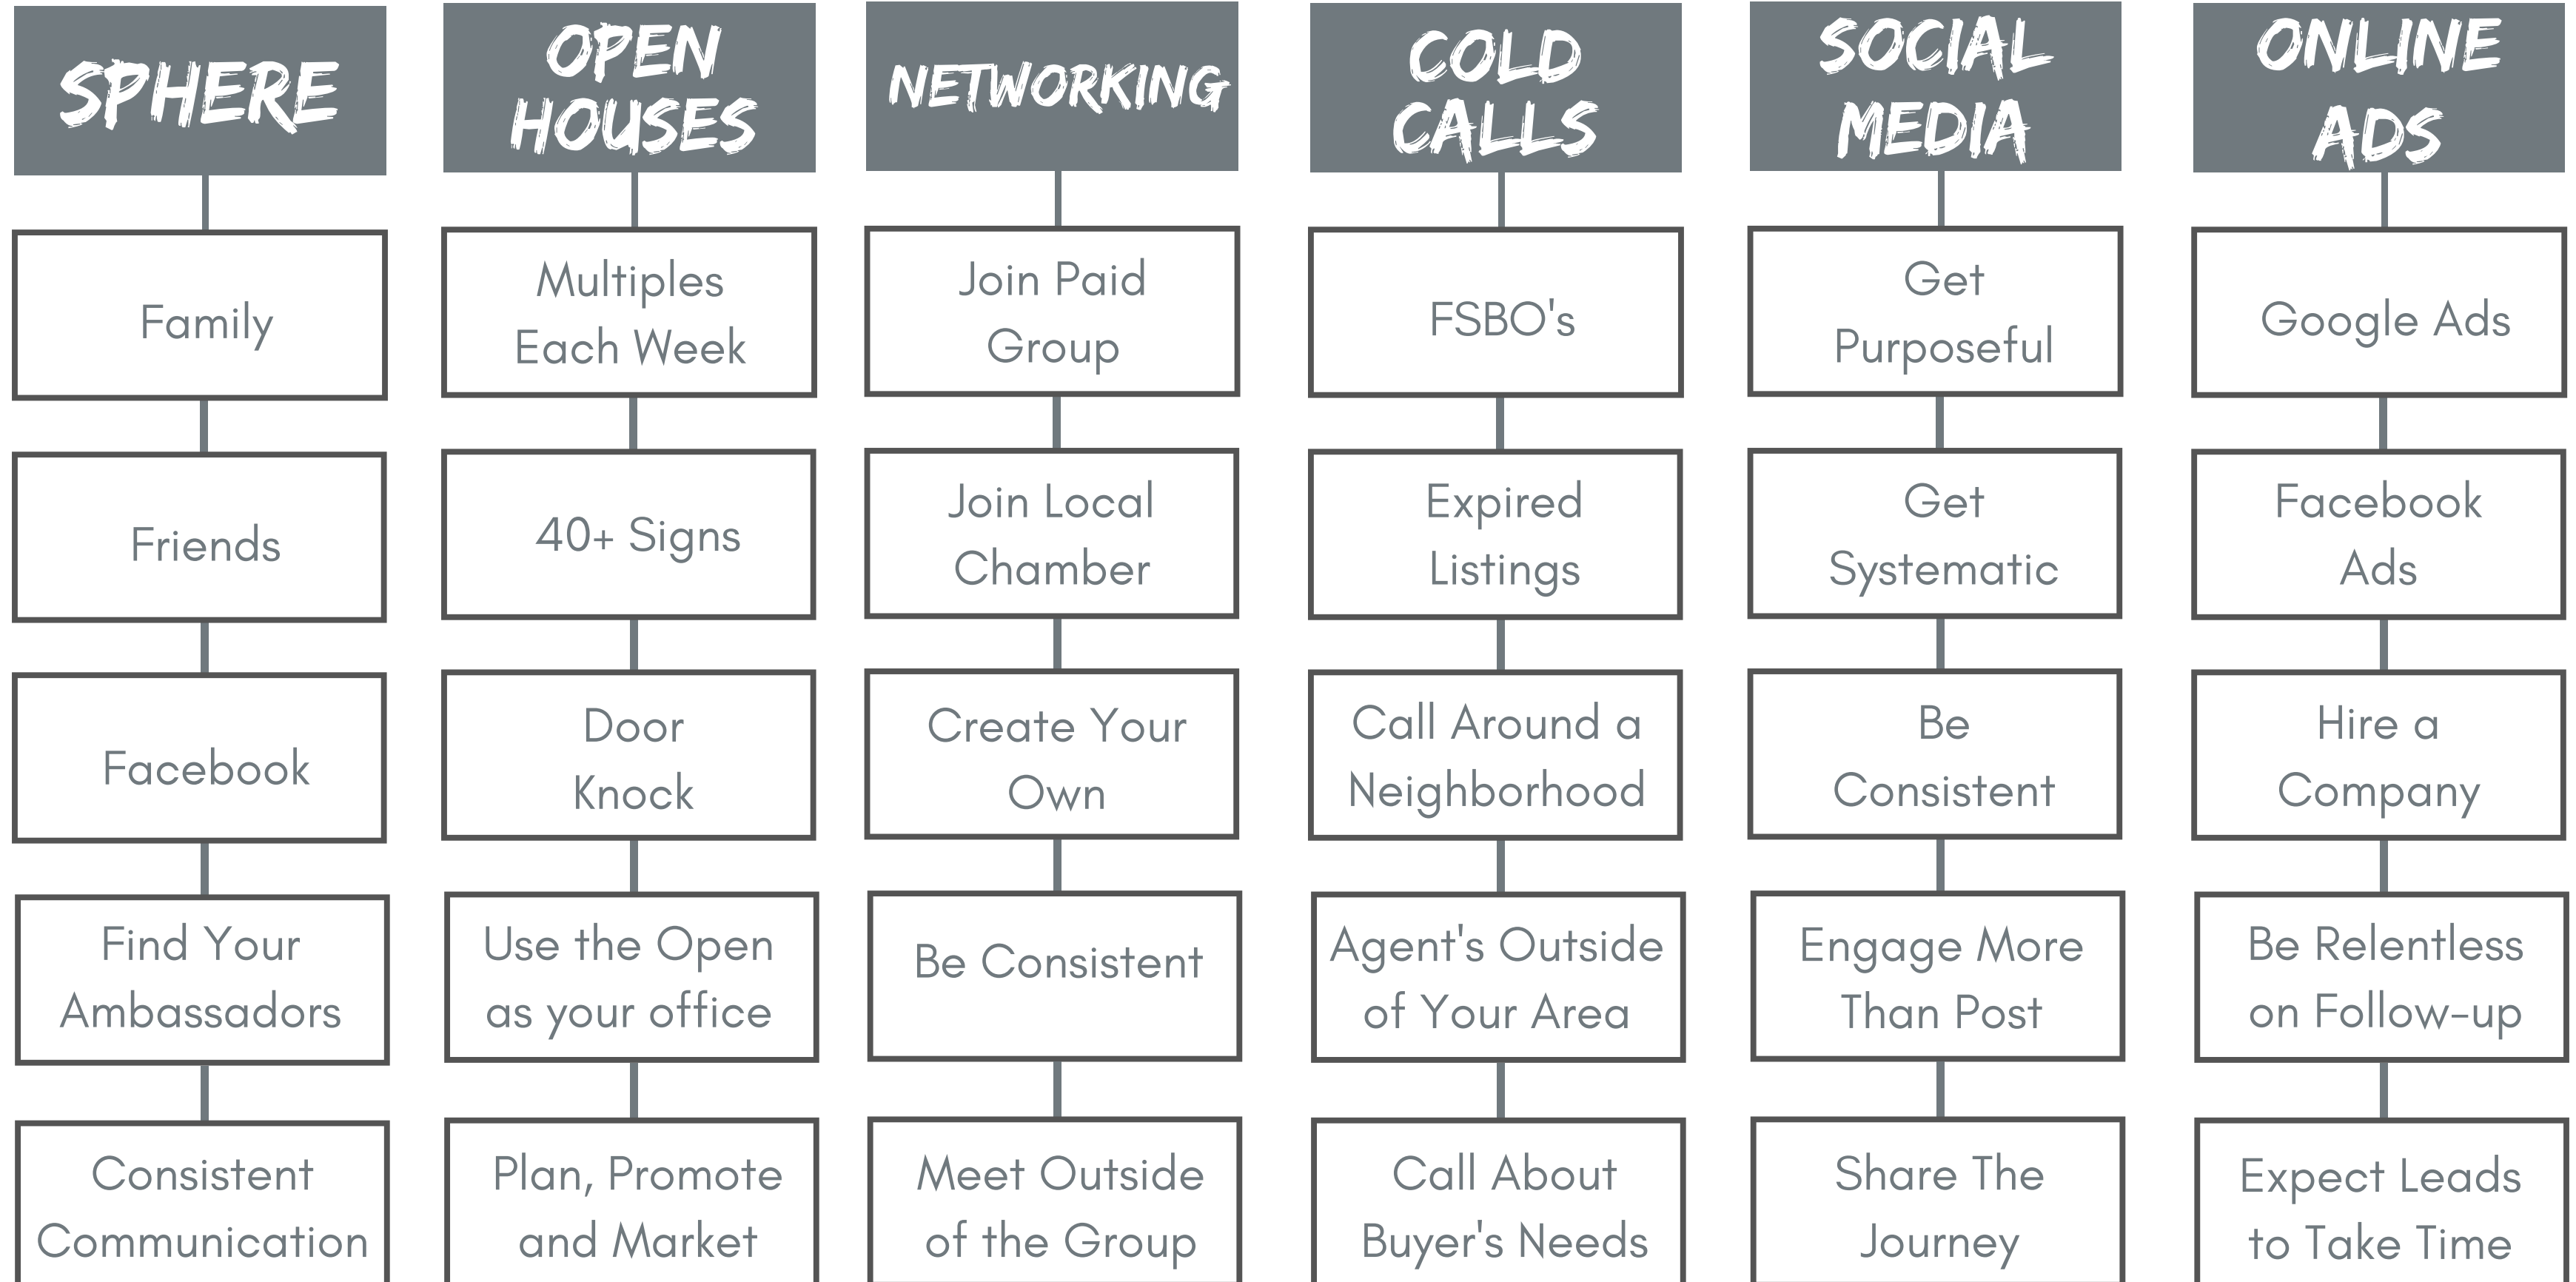 SPHERE
Family
Friends
Facebook
Find Your
Ambassadors
Consistent
Communication
OPEN
HOUSES
Multiples
Each Week
40+ Signs
Door
Knock
Use the Open
as your office
Plan, Promote
and Market
NETWORKING
Join Paid
Group
Join Local
Chamber
Create Your
Own
Be Consistent
Meet Outside
of the Group
COLD
CALLS
FSBO's
Expired
Listings
Call Around a
Neighborhood
Agent's Outside
of Your Area
Call About
Buyer's Needs
SOCIAL
MEDIA
Get
Purposeful
Get
Systematic
Be
Consistent
Engage More
Than Post
Share The
Journey
ONLINE
ADS
Google Ads
Facebook
Ads
Hire a
Company
Be Relentless
on Follow-up
Expect Leads
to Take Time